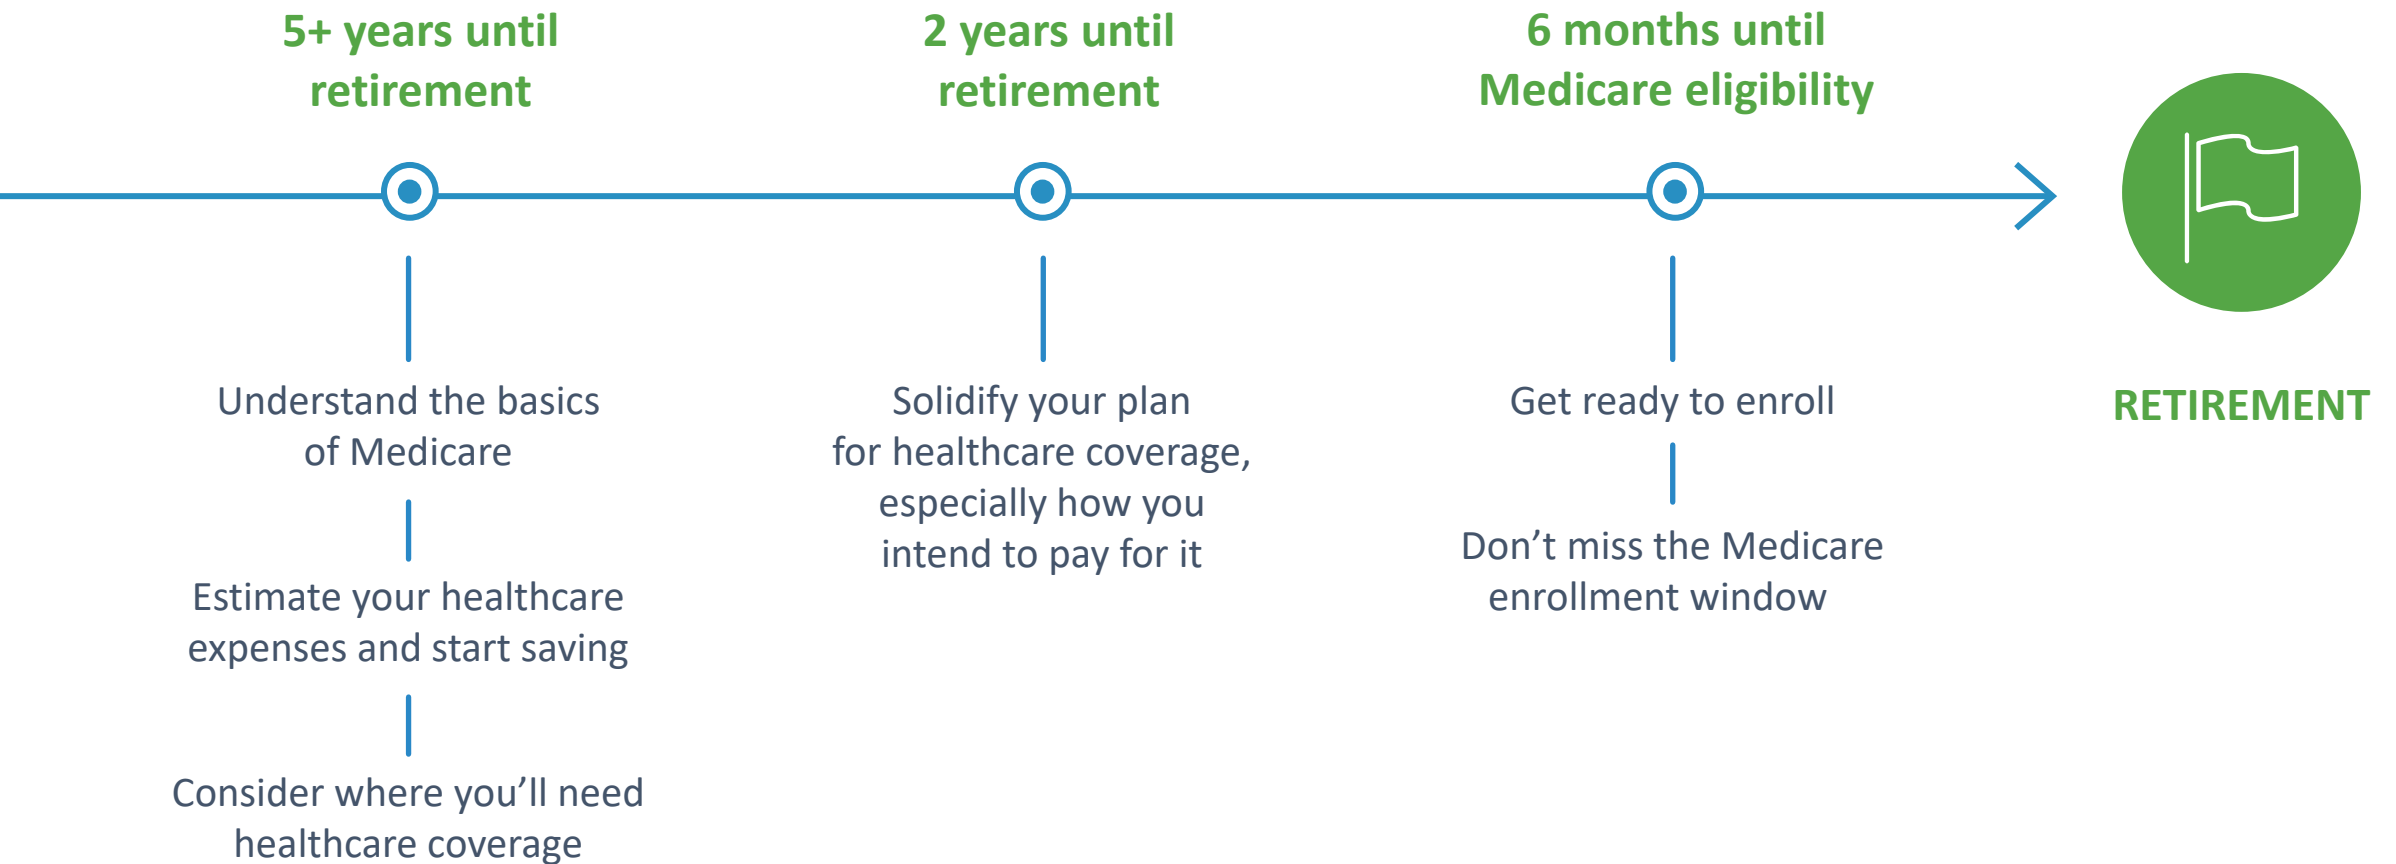 5+ years until
retirement
Understand the basics
of Medicare
Estimate your healthcare
expenses and start saving
Consider where you’ll need
healthcare coverage
2 years until
retirement
Solidify your plan
for healthcare coverage,
especially how you
intend to pay for it
6 months until
Medicare eligibility
Get ready to enroll
Don’t miss the Medicare
enrollment window
RETIREMENT